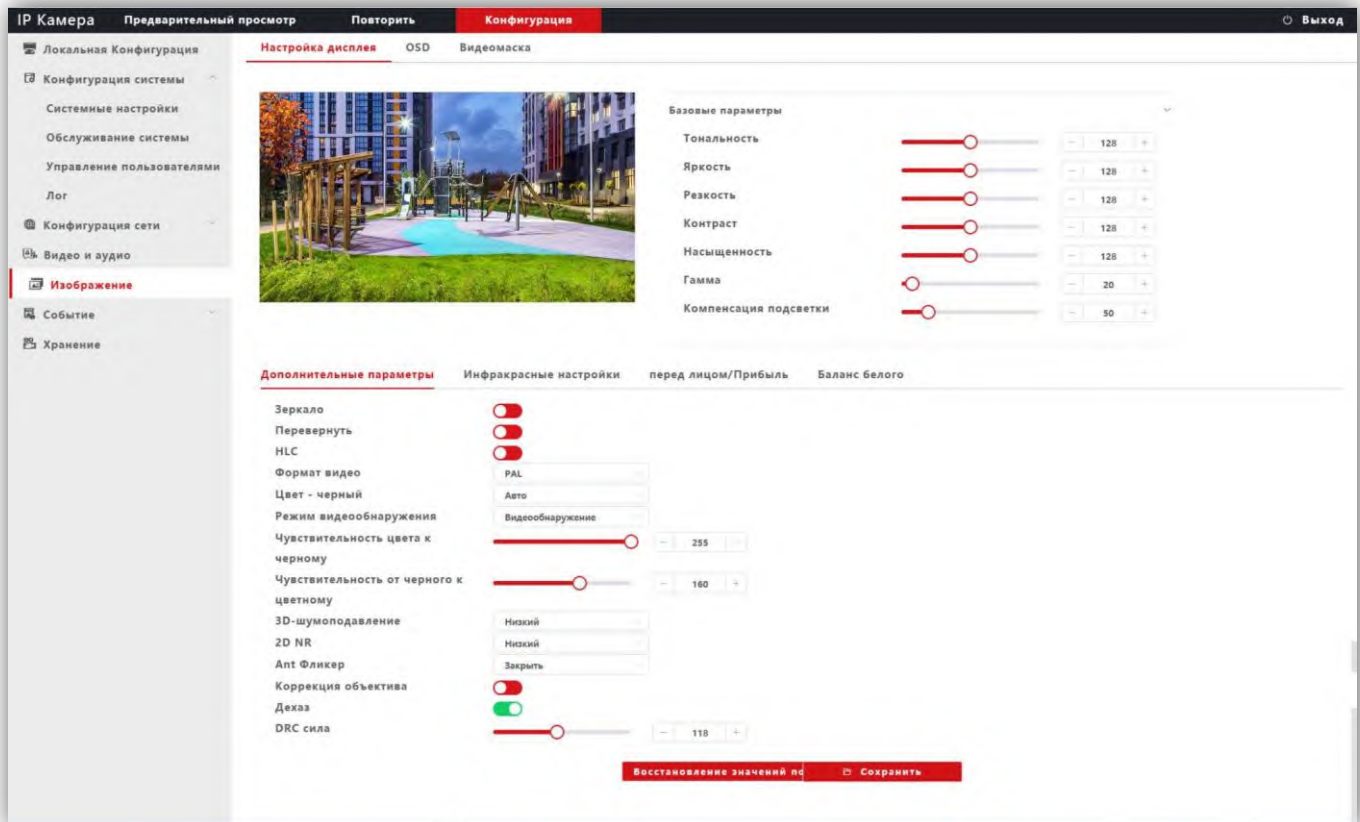 IP Камера Предварительный просмотр Повторить Конфигурация Выход
Локальная Конфигурация
Конфигурация системы
Системные настройки
Обслуживание системы
Управление пользователями
Лог
Конфигурация сети
Видео и аудио
Изображение
Событие
Хранение
Настройка дисплея OSD Видеомаска
Базовые параметры
Тональность 128
Яркость 128
Резкость 128
Контраст 128
Насыщенность 128
Гамма 20
Компенсация подсветки 50
Дополнительные параметры Инфракрасные настройки перед лицом/Прибыль Баланс белого
Зеркало
Перевернуть
HLC
Формат видео PAL
Цвет - черный Авто
Режим видеообнаружения Видеообнаружение
Чувствительность цвета к
черному 255
Чувствительность от черного к
цветному 160
3D-шумоподавление Низкий
2D NR Низкий
Ant Фликер Закрыть
Коррекция объектива
Дехаз
DRC сила 118
Восстановление значений по Сохранить